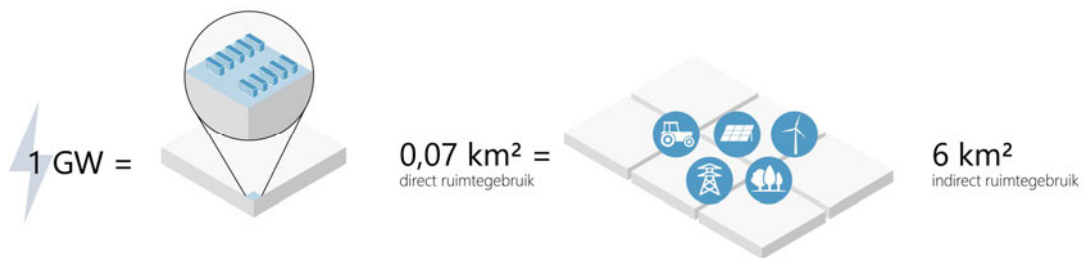 1 GW =
0,07 km² =
direct ruimtegebruik
6 km²
indirect ruimtegebruik